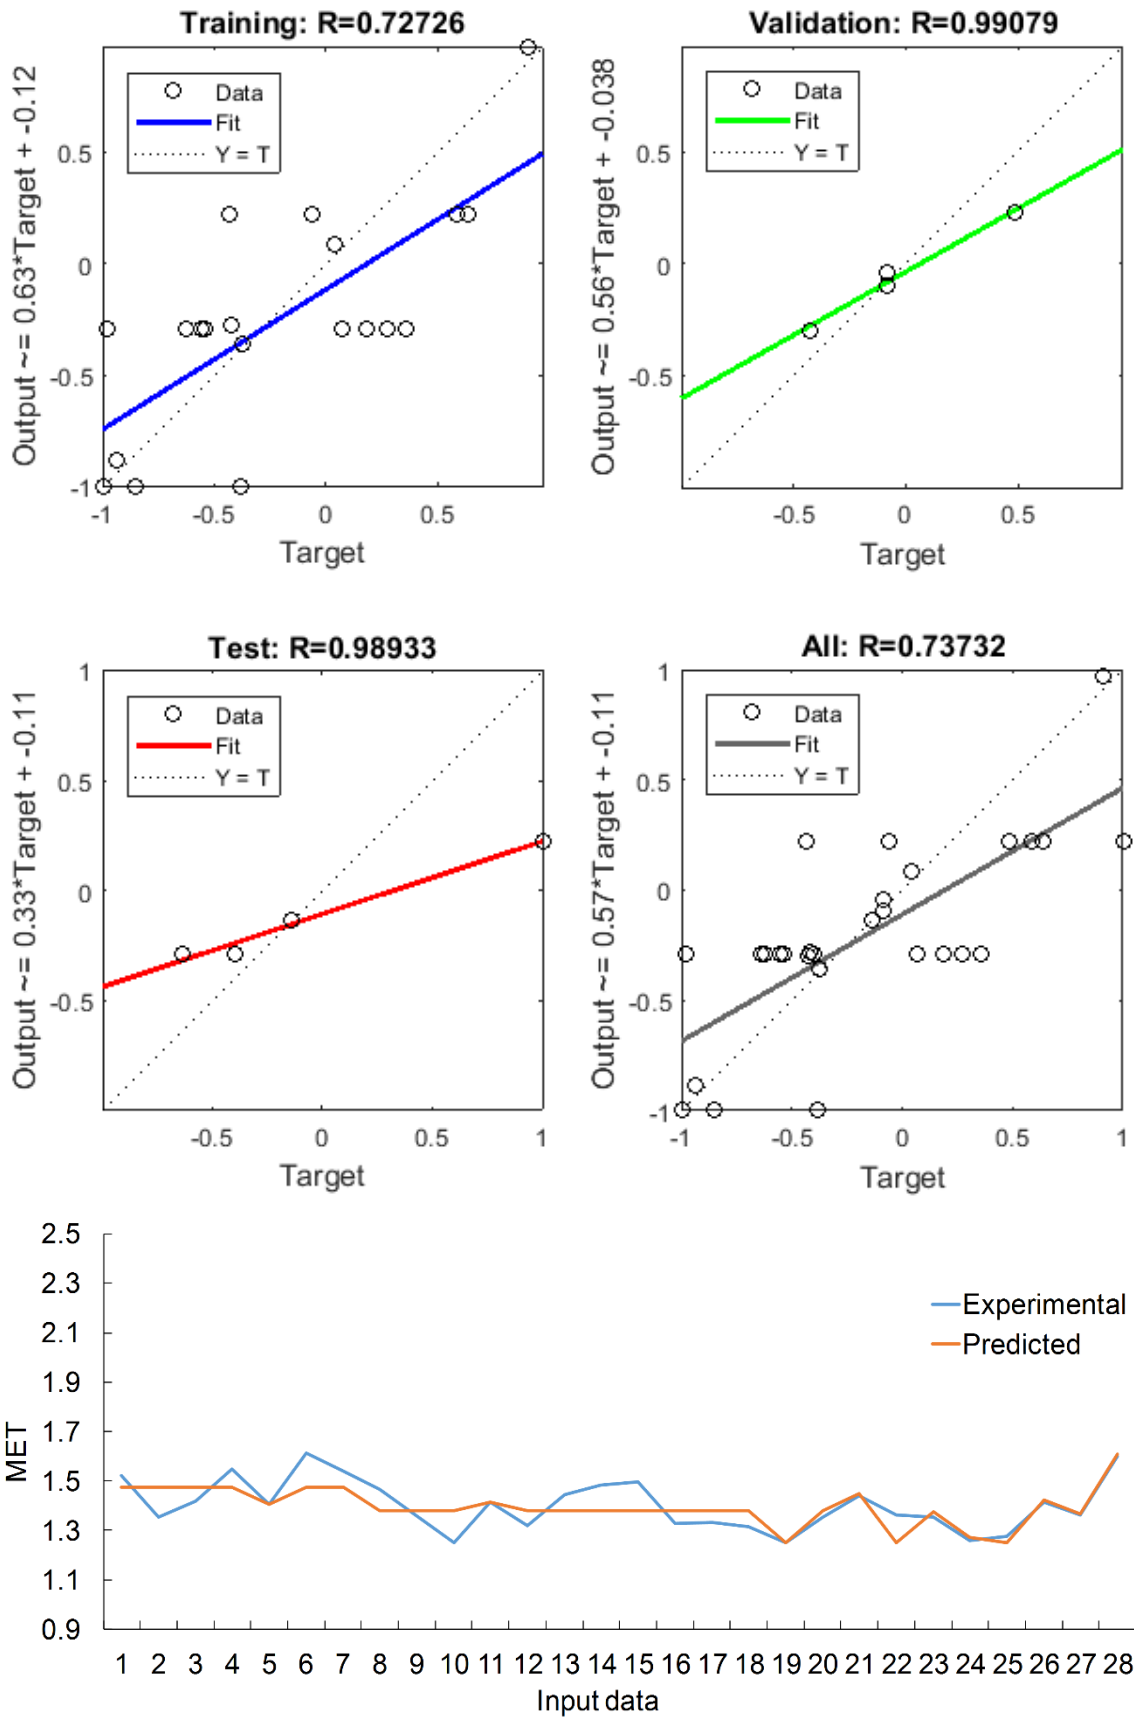 Training: R=0.72726
Output ~= 0.63*Target + -0.12
Data
Fit
Y = T
0.5
0
-0.5
-1
-1 -0.5 0 0.5
Target
Validation: R=0.99079
Output ~= 0.56*Target + -0.038
Data
Fit
Y = T
0.5
0
-0.5
-0.5 0 0.5
Target
Test: R=0.98933
Output ~= 0.33*Target + -0.11
Data
Fit
Y = T
1
0.5
0
-0.5
-0.5 0 0.5 1
Target
All: R=0.73732
Output ~= 0.57*Target + -0.11
Data
Fit
Y = T
1
0.5
0
-0.5
-1
-1 -0.5 0 0.5 1
Target
MET
2.5
2.3
2.1
1.9
1.7
1.5
1.3
1.1
0.9
Experimental
Predicted
1 2 3 4 5 6 7 8 9 10 11 12 13 14 15 16 17 18 19 20 21 22 23 24 25 26 27 28
Input data